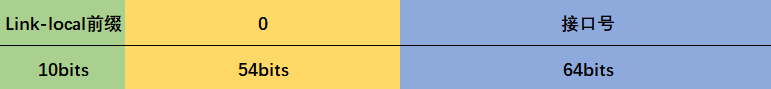 Link-local前缀 0 接口号
10bits 54bits 64bits